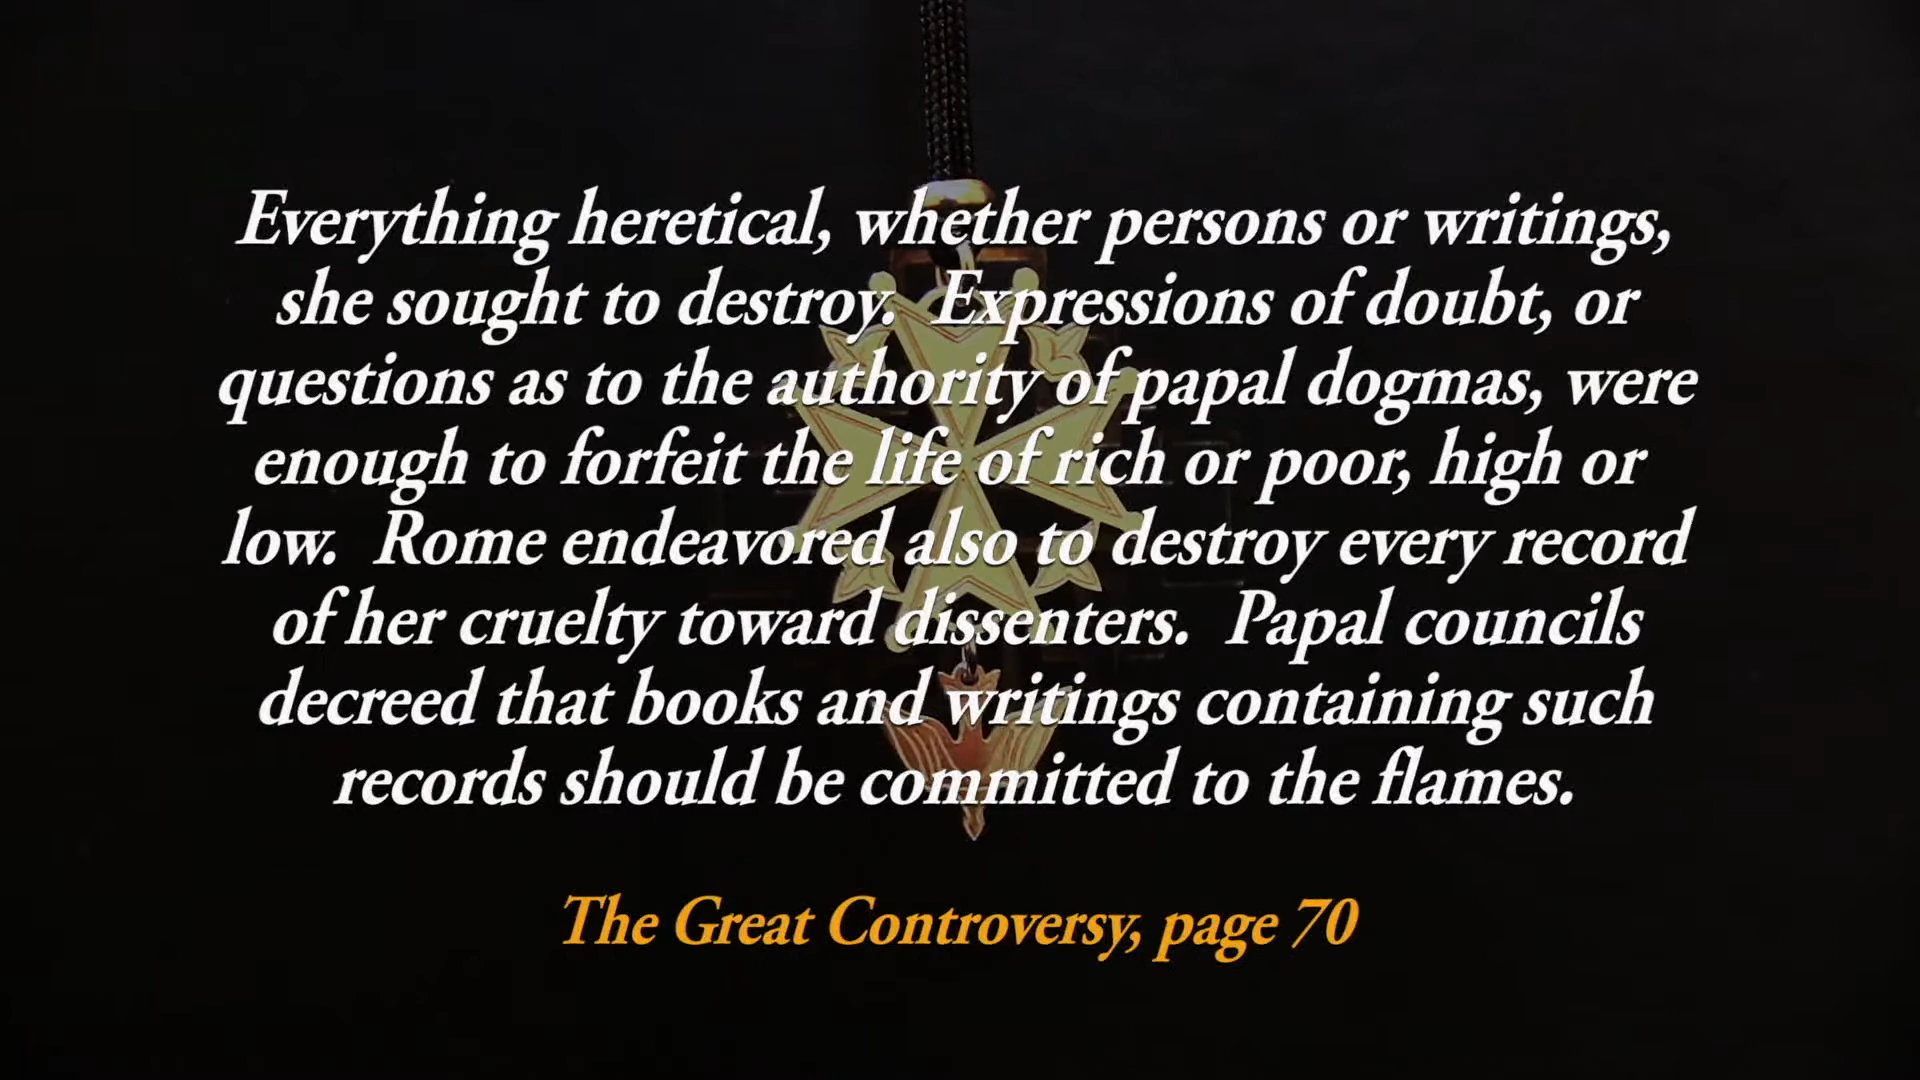 Everything heretical, whether persons or writings,
she sought to destroy. Expressions of doubt, or
questions as to the authority of papal dogmas, were
enough to forfeit the life of rich or poor, high or
low. Rome endeavored also to destroy every record
of her cruelty toward dissenters. Papal councils
decreed that books and writings containing such
records should be committed to the flames.
The Great Controversy, page 70